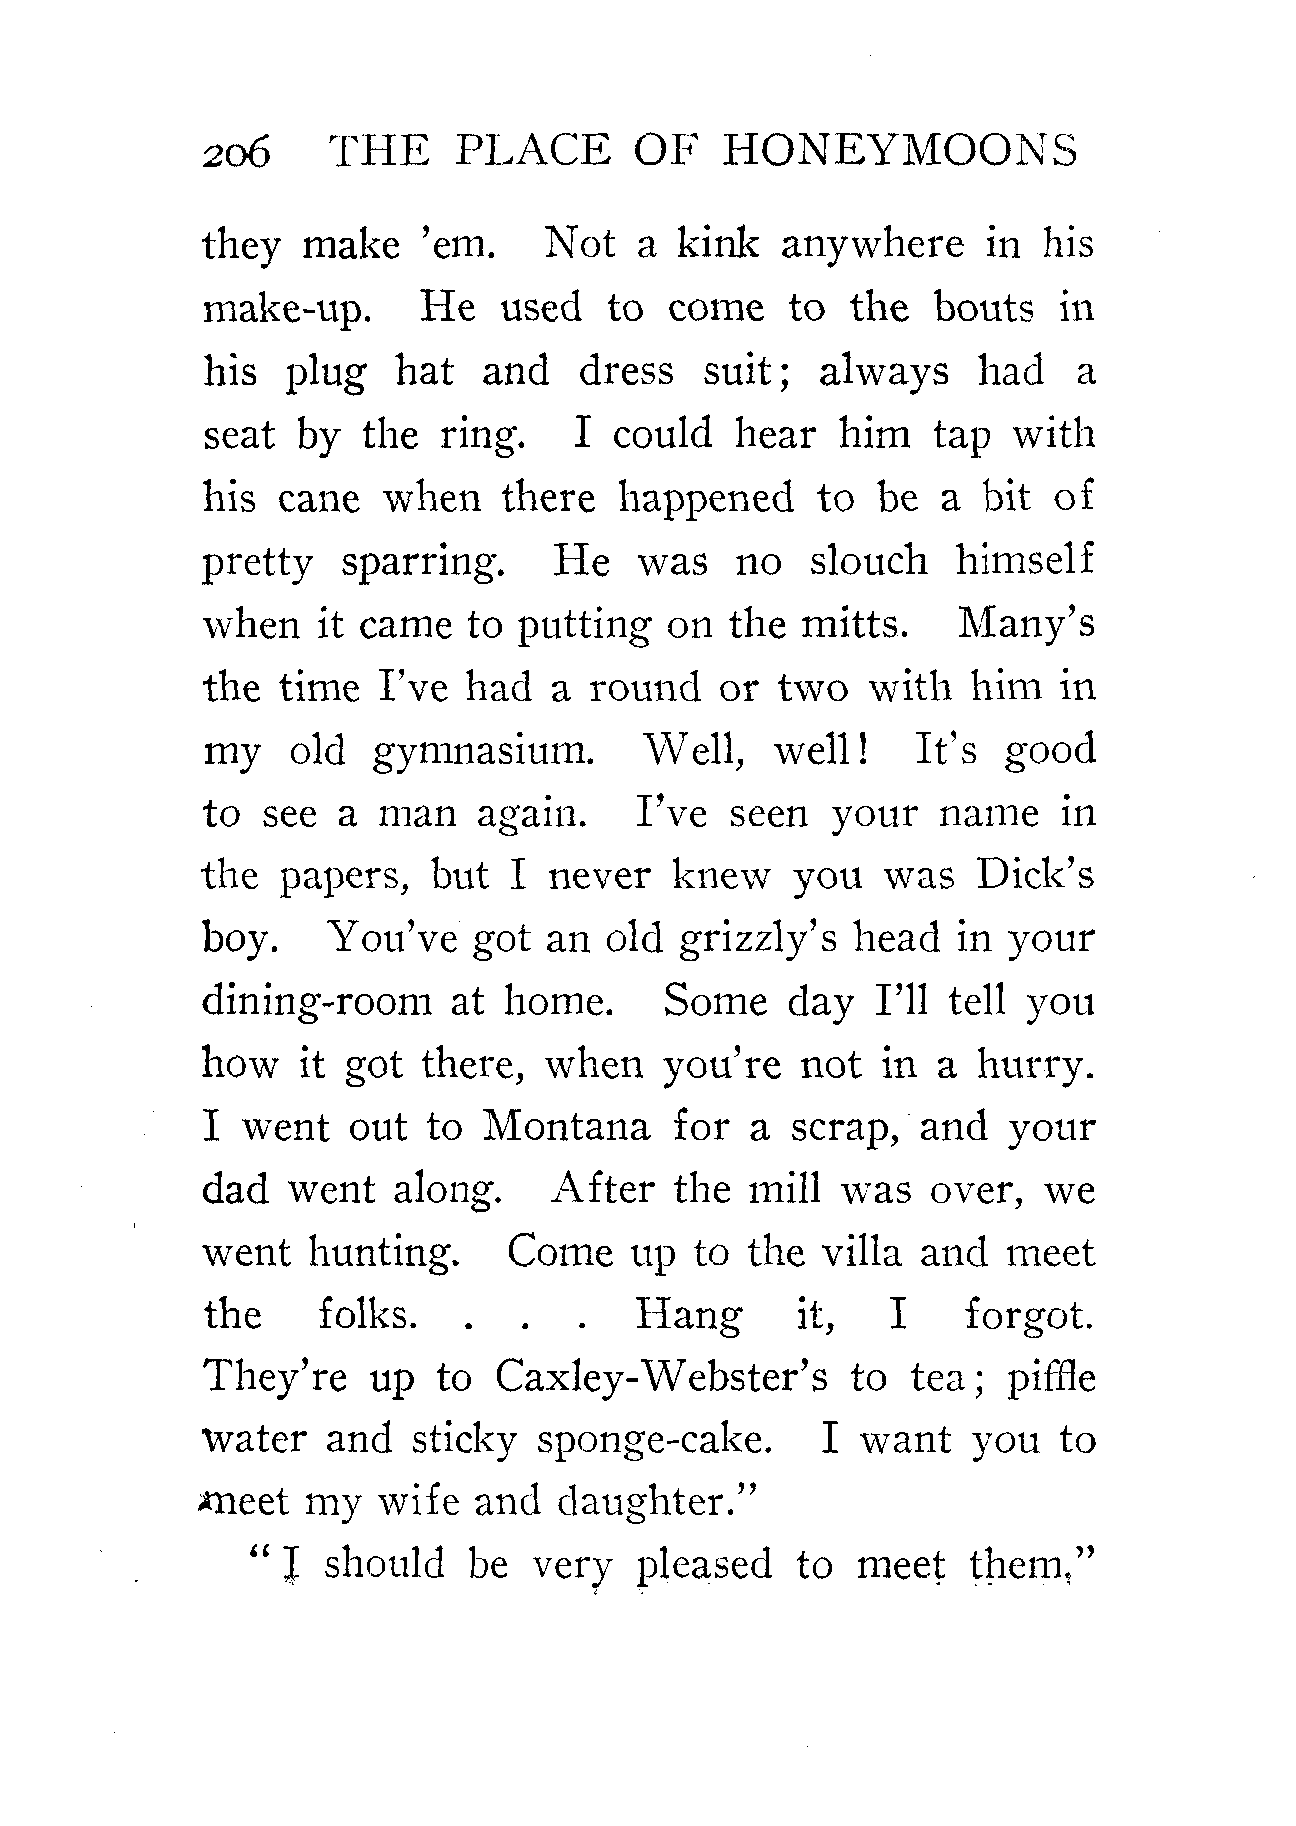 206 THE PLACE OF HONEYMOONS
they make 'em. Not a kink anywhere in his
make-up. He used to come to the bouts in
his plug hat and dress suit; always had a
seat by the ring. I could hear him tap with
his cane when there happened to be a bit of
pretty sparring. He was no slouch himself
when it came to putting on the mitts. Many's
the time I've had a round or two with him in
my old gymnasium. Well, well! It's good
to see a man again. I've seen your name in
the papers, but I never knew you was Dick's
boy. You've got an old grizzly's head in your
dining-room at home. Some day I'll tell you
how it got there, when you're not in a hurry.
I went out to Montana for a scrap, and your
dad went along. After the mill was over, we
went hunting. Come up to the villa and meet
the folks. . . . Hang it, I forgot.
They're up to Caxley-Webster's to tea; piffle
water and sticky sponge-cake. I want you to
meet my wife and daughter."
"I should be very pleased to meet them,"